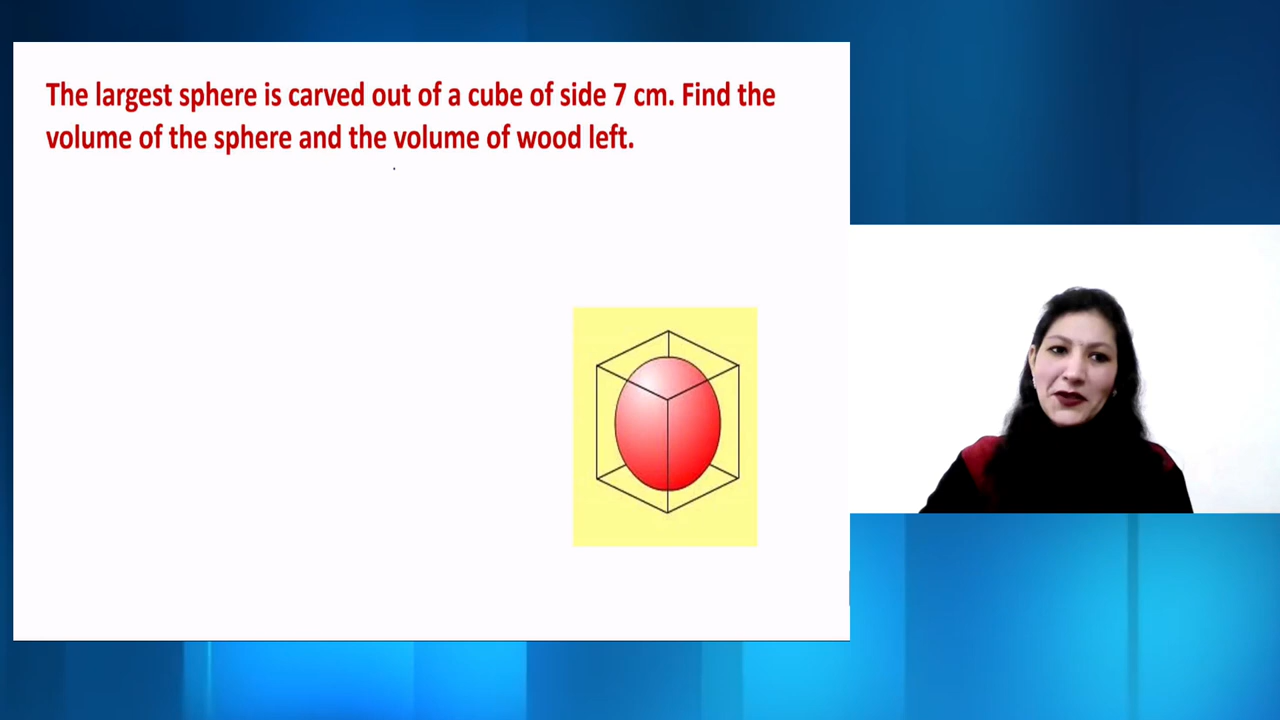 The largest sphere is carved out of a cube of side 7 cm. Find the
volume of the sphere and the volume of wood left.